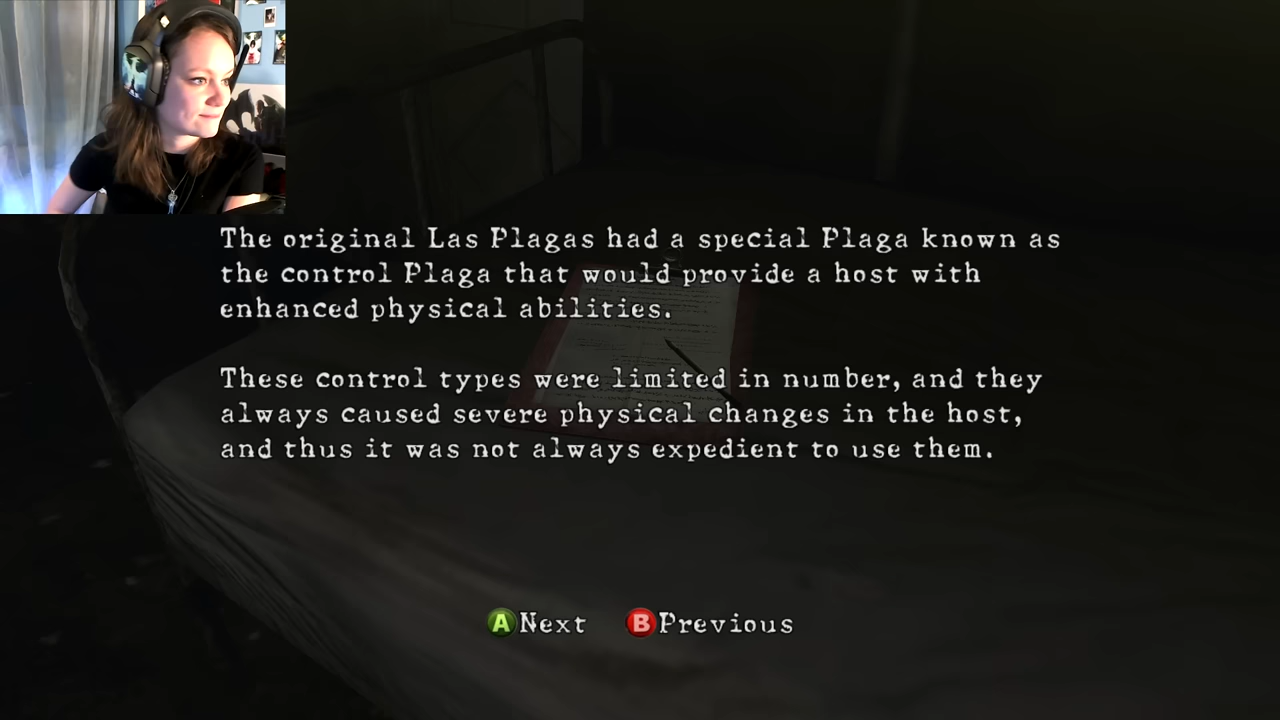 The original Las Plagas had a special Plaga known as
the control Plaga that would provide a host with
enhanced physical abilities.
These control types were limited in number, and they
always caused severe physical changes in the host,
and thus it was not always expedient to use them.
A Next B Previous